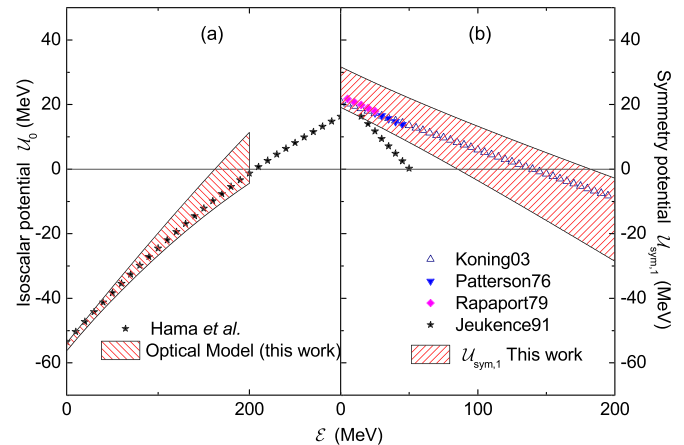 (a)
(b)
40
20
0
-20
-40
-60
Isoscalar potential 𝒰₀ (MeV)
Hama et al.
Optical Model (this work)
Koning03
Patterson76
Rapaport79
Jeukence91
𝒰sym,1 This work
40
20
0
-20
-40
-60
Symmetry potential 𝒰sym,1 (MeV)
0
200
0
100
200
ℰ (MeV)